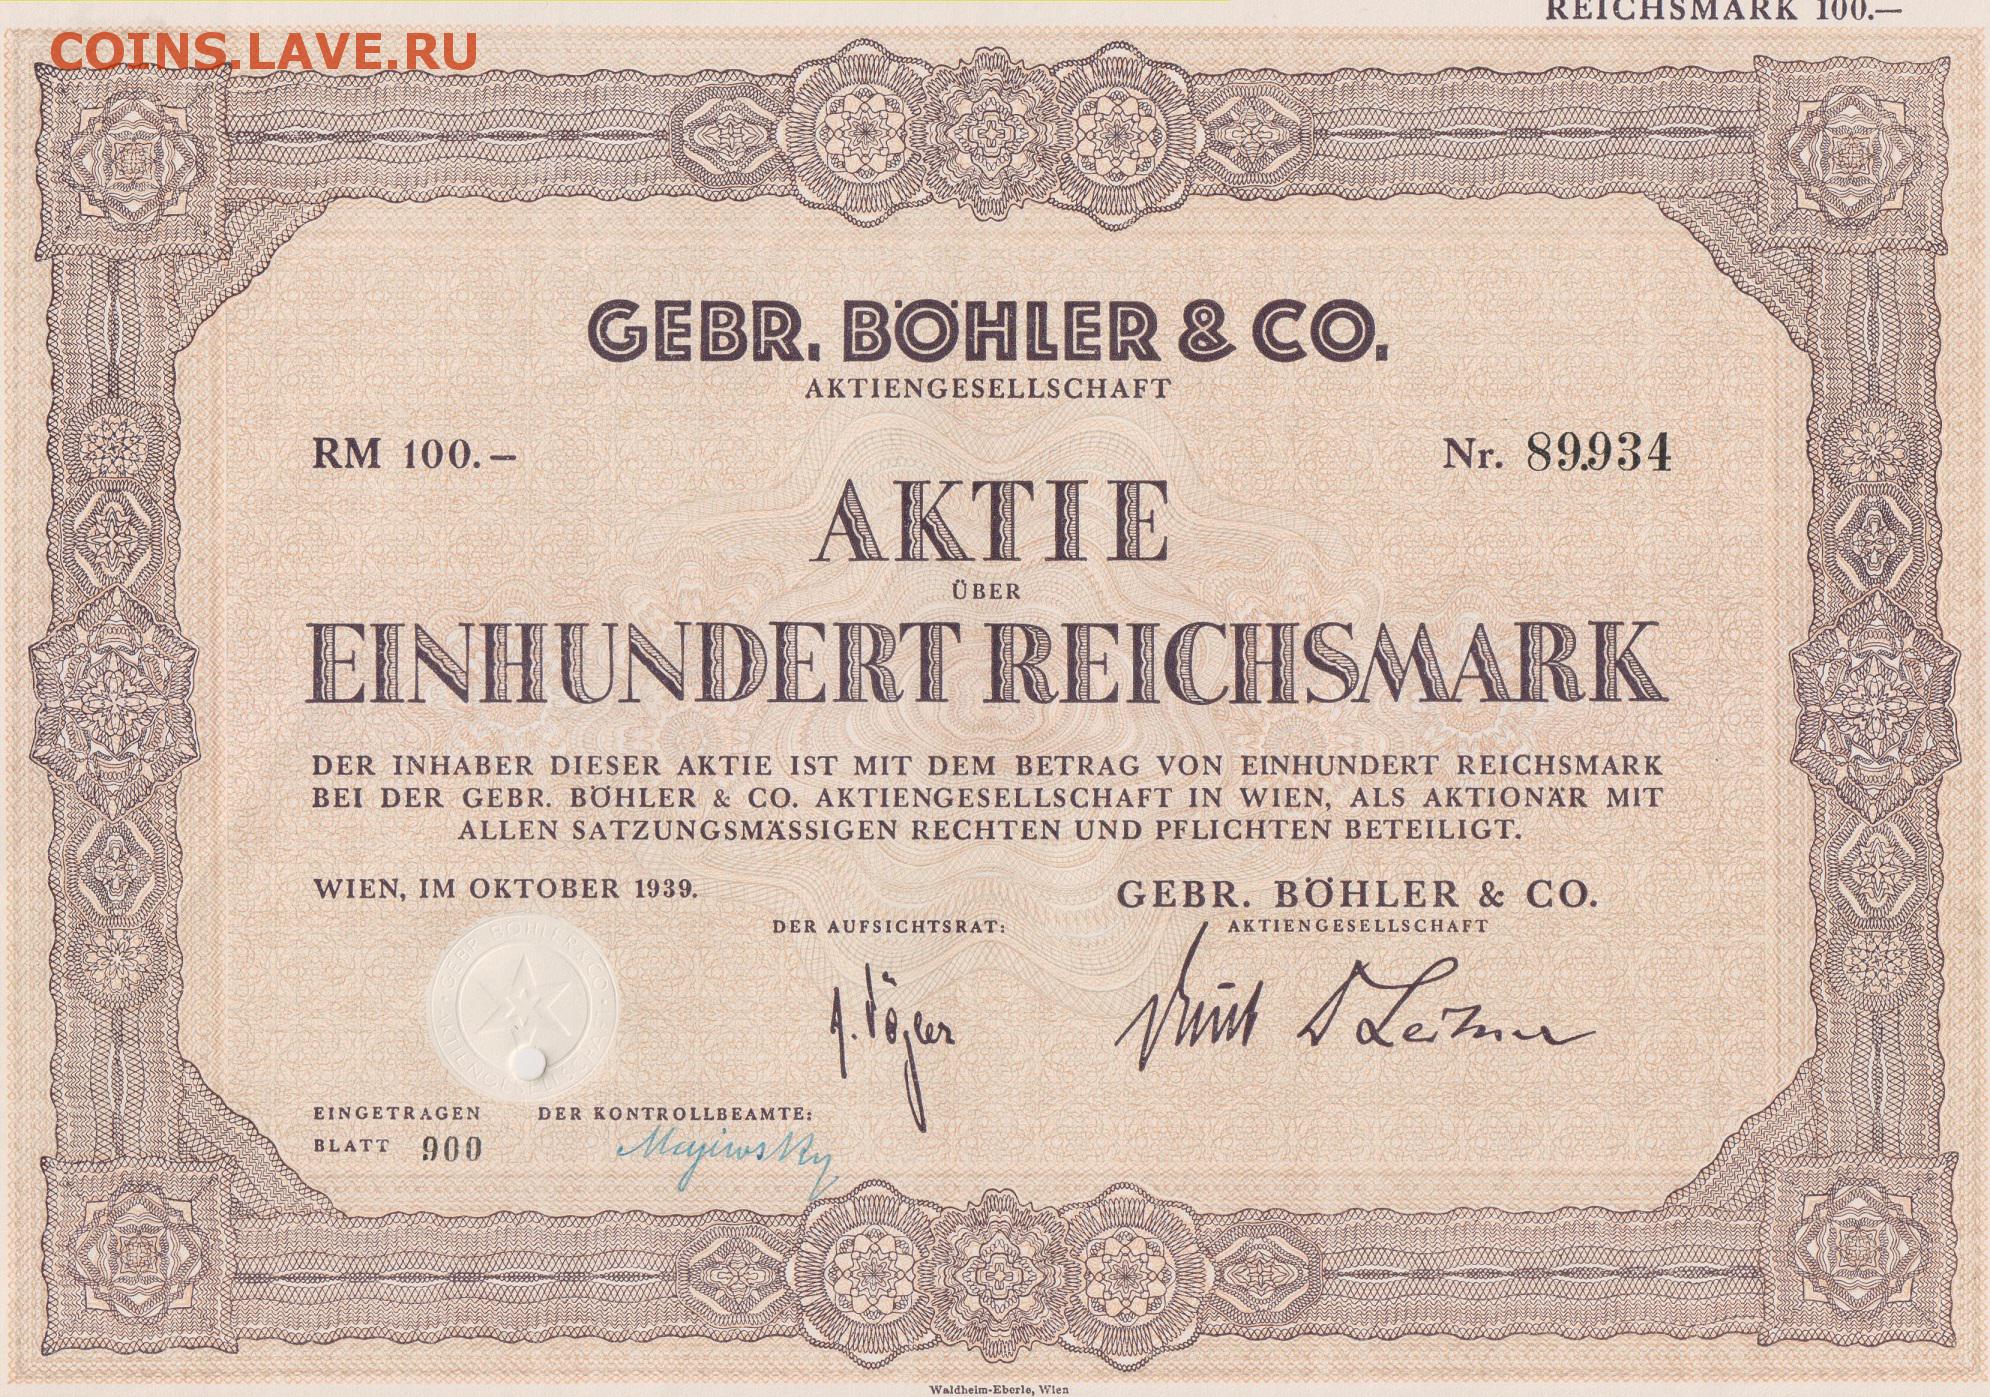 REICHSMARK 100.—
COINS.LAVE.RU
GEBR. BÖHLER & CO.
AKTIENGESELLSCHAFT
RM 100.—
Nr. 89.934
AKTIE
ÜBER
EINHUNDERT REICHSMARK
DER INHABER DIESER AKTIE IST MIT DEM BETRAG VON EINHUNDERT REICHSMARK
BEI DER GEBR. BÖHLER & CO. AKTIENGESELLSCHAFT IN WIEN, ALS AKTIONÄR MIT
ALLEN SATZUNGSMÄSSIGEN RECHTEN UND PFLICHTEN BETEILIGT.
WIEN, IM OKTOBER 1939.
GEBR. BÖHLER & CO.
AKTIENGESELLSCHAFT
DER AUFSICHTSRAT:
A. Vögler
EINGETRAGEN
BLATT 900
DER KONTROLLBEAMTE:
Waldheim-Eberle, Wien